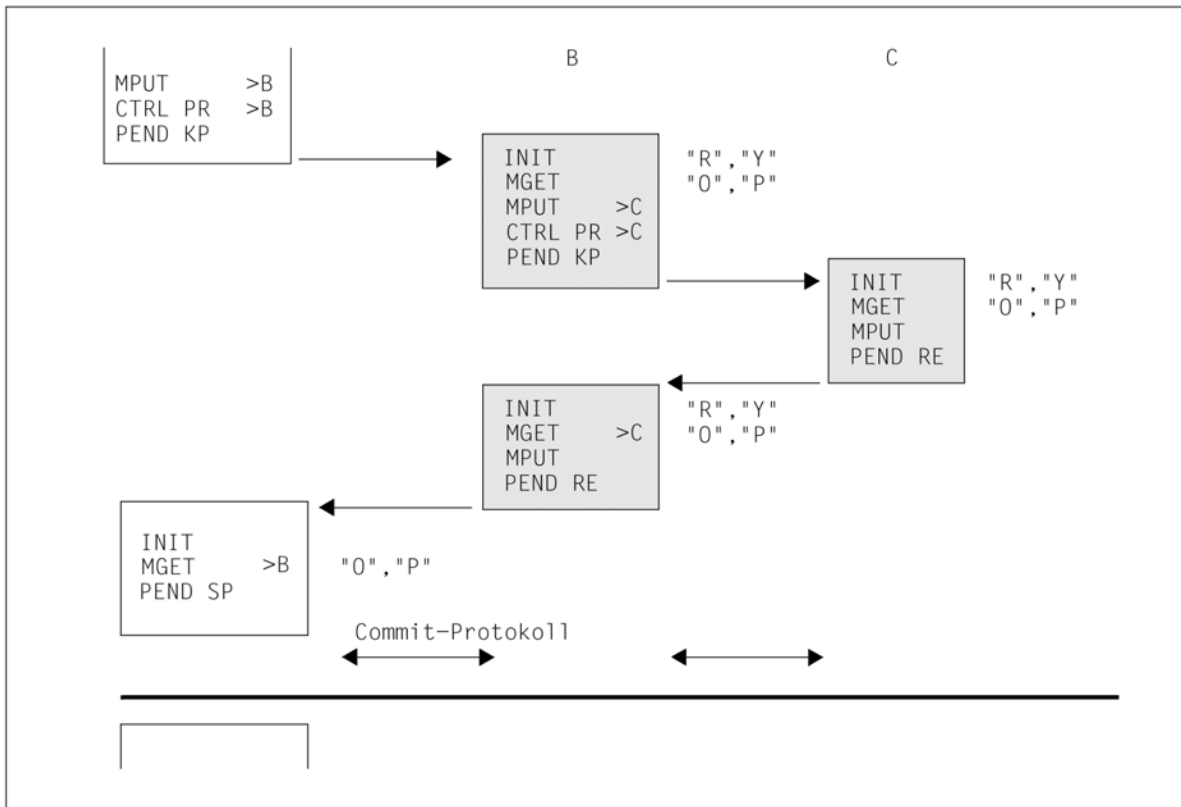 B C
MPUT >B
CTRL PR >B
PEND KP
INIT
MGET
MPUT >C
CTRL PR >C
PEND KP
"R","Y"
"O","P"
INIT
MGET
MPUT
PEND RE
"R","Y"
"O","P"
INIT
MGET >C
MPUT
PEND RE
"R","Y"
"O","P"
INIT
MGET >B
PEND SP
"O","P"
Commit-Protokoll